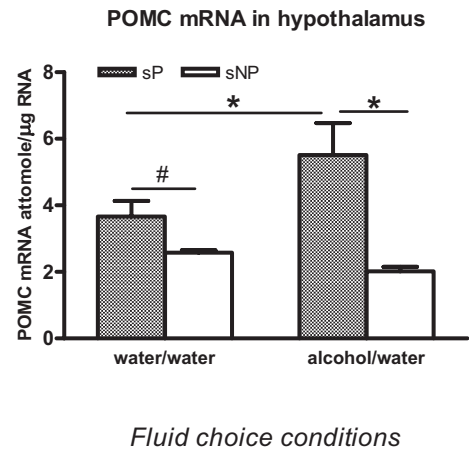 POMC mRNA in hypothalamus
POMC mRNA attomole/µg RNA
8
6
4
2
0
sP sNP
* *
#
water/water alcohol/water
Fluid choice conditions